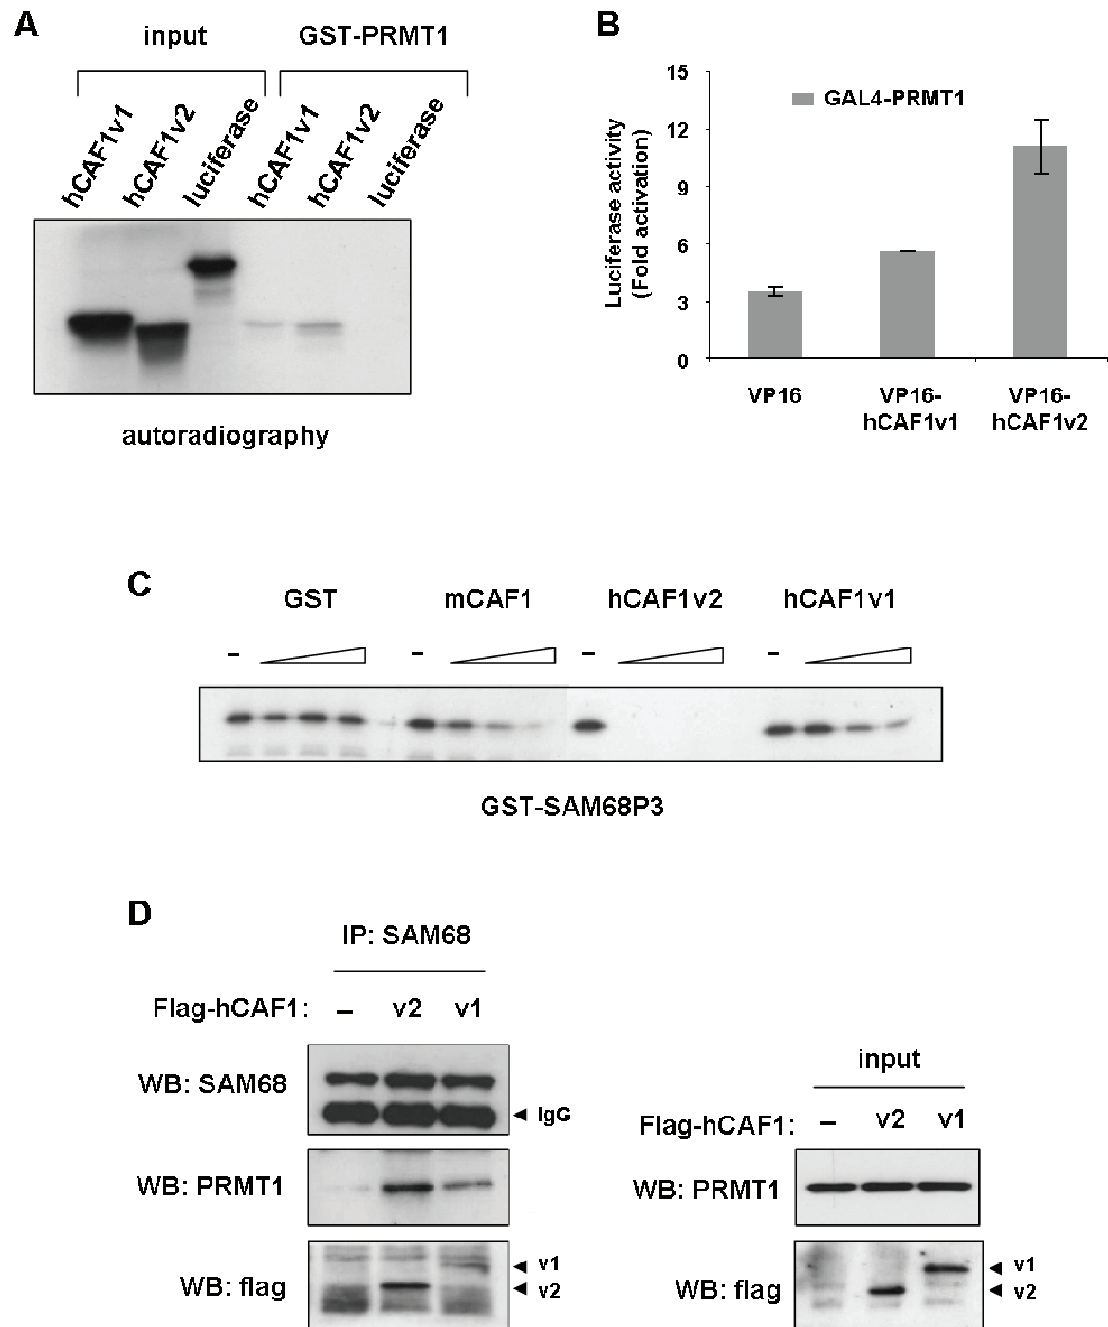 A
input GST-PRMT1
hCAF1v1 hCAF1v2 luciferase hCAF1v1 hCAF1v2 luciferase
autoradiography
B
Luciferase activity
(Fold activation)
15
12
9
6
3
0
GAL4-PRMT1
VP16 VP16-hCAF1v1 VP16-hCAF1v2
C
GST mCAF1 hCAF1v2 hCAF1v1
– – – –
GST-SAM68P3
D
IP: SAM68
Flag-hCAF1: – v2 v1
WB: SAM68
IgG
WB: PRMT1
WB: flag
v1
v2
input
Flag-hCAF1: – v2 v1
WB: PRMT1
WB: flag
v1
v2